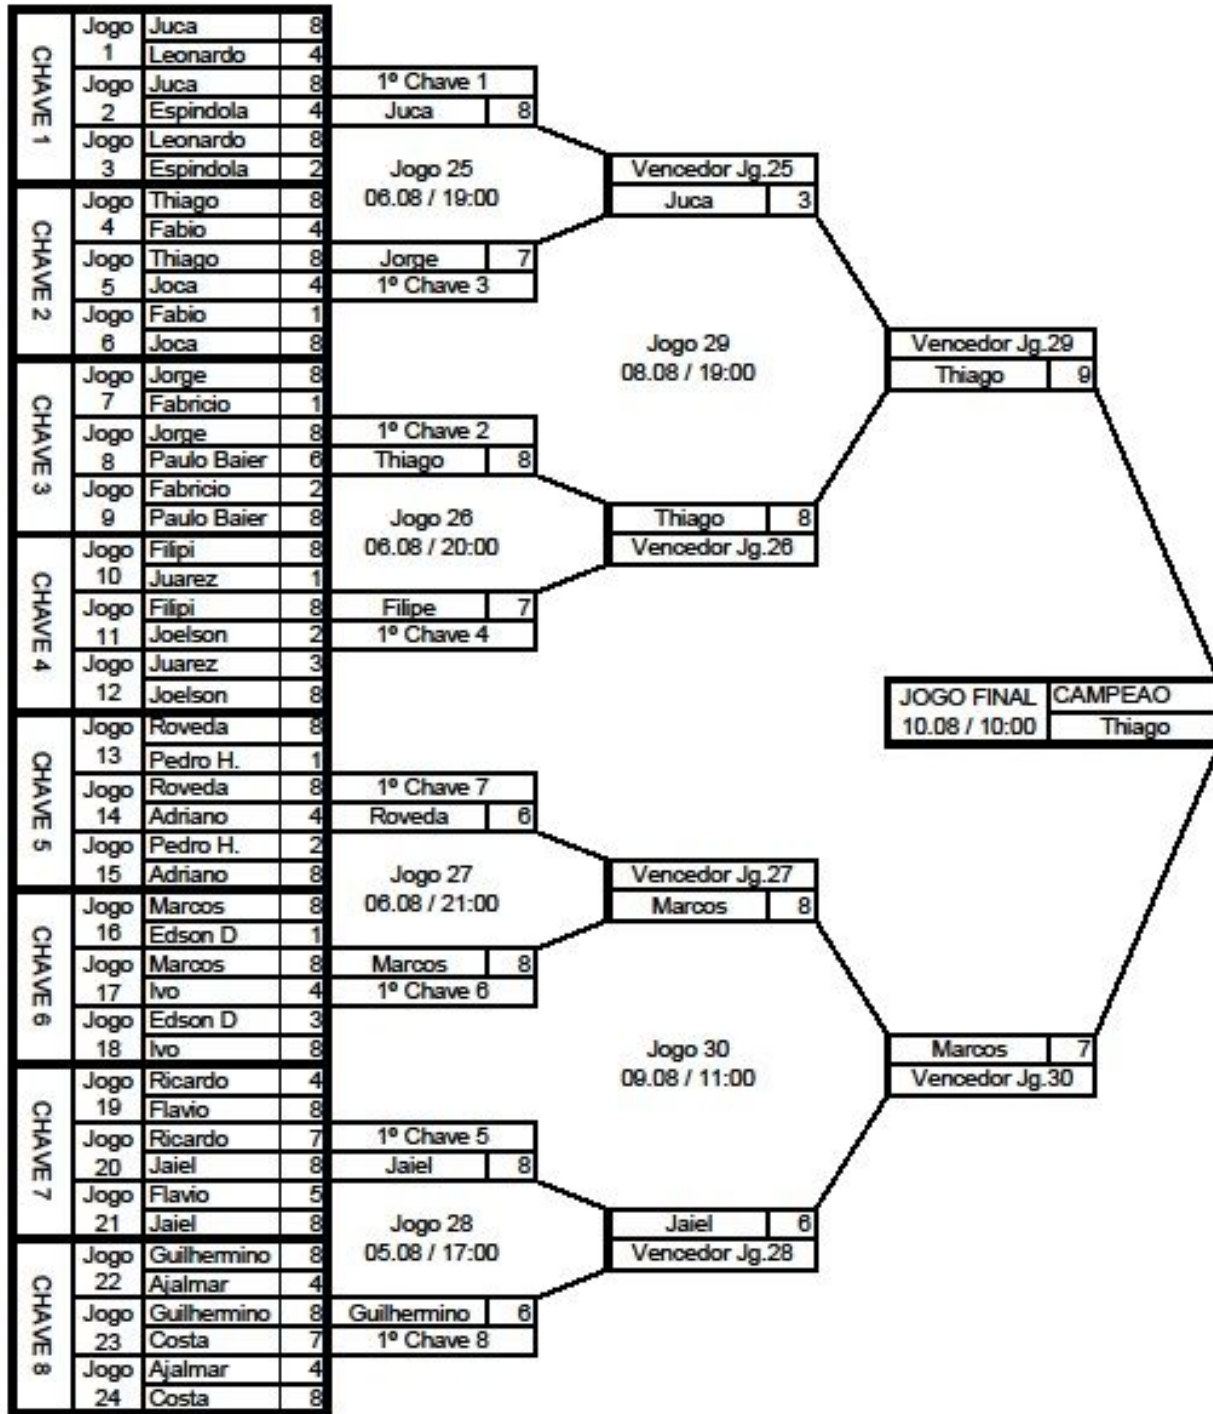 CHAVE 1
Jogo 1
Juca 8
Leonardo 4
Jogo 2
Juca 8
Espindola 4
Jogo 3
Leonardo 8
Espindola 2
CHAVE 2
Jogo 4
Thiago 8
Fabio 4
Jogo 5
Thiago 8
Joca 4
Jogo 6
Fabio 1
Joca 8
CHAVE 3
Jogo 7
Jorge 8
Fabricio 1
Jogo 8
Jorge 8
Paulo Baier 6
Jogo 9
Fabricio 2
Paulo Baier 8
CHAVE 4
Jogo 10
Filipi 8
Juarez 1
Jogo 11
Filipi 8
Joelson 2
Jogo 12
Juarez 3
Joelson 8
CHAVE 5
Jogo 13
Roveda 8
Pedro H. 1
Jogo 14
Roveda 8
Adriano 4
Jogo 15
Pedro H. 2
Adriano 8
CHAVE 6
Jogo 16
Marcos 8
Edson D 1
Jogo 17
Marcos 8
Ivo 4
Jogo 18
Edson D 3
Ivo 8
CHAVE 7
Jogo 19
Ricardo 4
Flavio 8
Jogo 20
Ricardo 7
Jaiel 8
Jogo 21
Flavio 5
Jaiel 8
CHAVE 8
Jogo 22
Guilhermino 8
Ajalmar 4
Jogo 23
Guilhermino 8
Costa 7
Jogo 24
Ajalmar 4
Costa 8
1º Chave 1
Juca 8
Jogo 25
06.08 / 19:00
Jorge 7
1º Chave 3
1º Chave 2
Thiago 8
Jogo 26
06.08 / 20:00
Filipe 7
1º Chave 4
1º Chave 7
Roveda 6
Jogo 27
06.08 / 21:00
Marcos 8
1º Chave 6
1º Chave 5
Jaiel 8
Jogo 28
05.08 / 17:00
Guilhermino 6
1º Chave 8
Vencedor Jg.25
Juca 3
Jogo 29
08.08 / 19:00
Thiago 8
Vencedor Jg.26
Vencedor Jg.27
Marcos 8
Jogo 30
09.08 / 11:00
Jaiel 6
Vencedor Jg.28
Vencedor Jg.29
Thiago 9
JOGO FINAL
10.08 / 10:00
CAMPEAO
Thiago
Marcos 7
Vencedor Jg.30